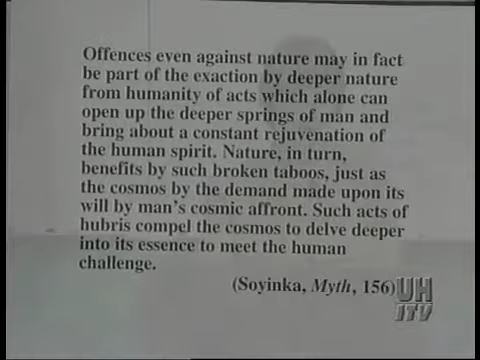 Offences even against nature may in fact
be part of the exaction by deeper nature
from humanity of acts which alone can
open up the deeper springs of man and
bring about a constant rejuvenation of
the human spirit. Nature, in turn,
benefits by such broken taboos, just as
the cosmos by the demand made upon its
will by man's cosmic affront. Such acts of
hubris compel the cosmos to delve deeper
into its essence to meet the human
challenge.
(Soyinka, Myth, 156)
UH
ITV